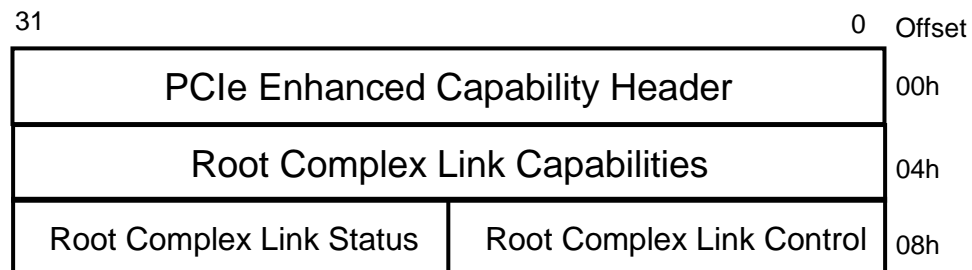 31 0 Offset
PCIe Enhanced Capability Header 00h
Root Complex Link Capabilities 04h
Root Complex Link Status Root Complex Link Control 08h